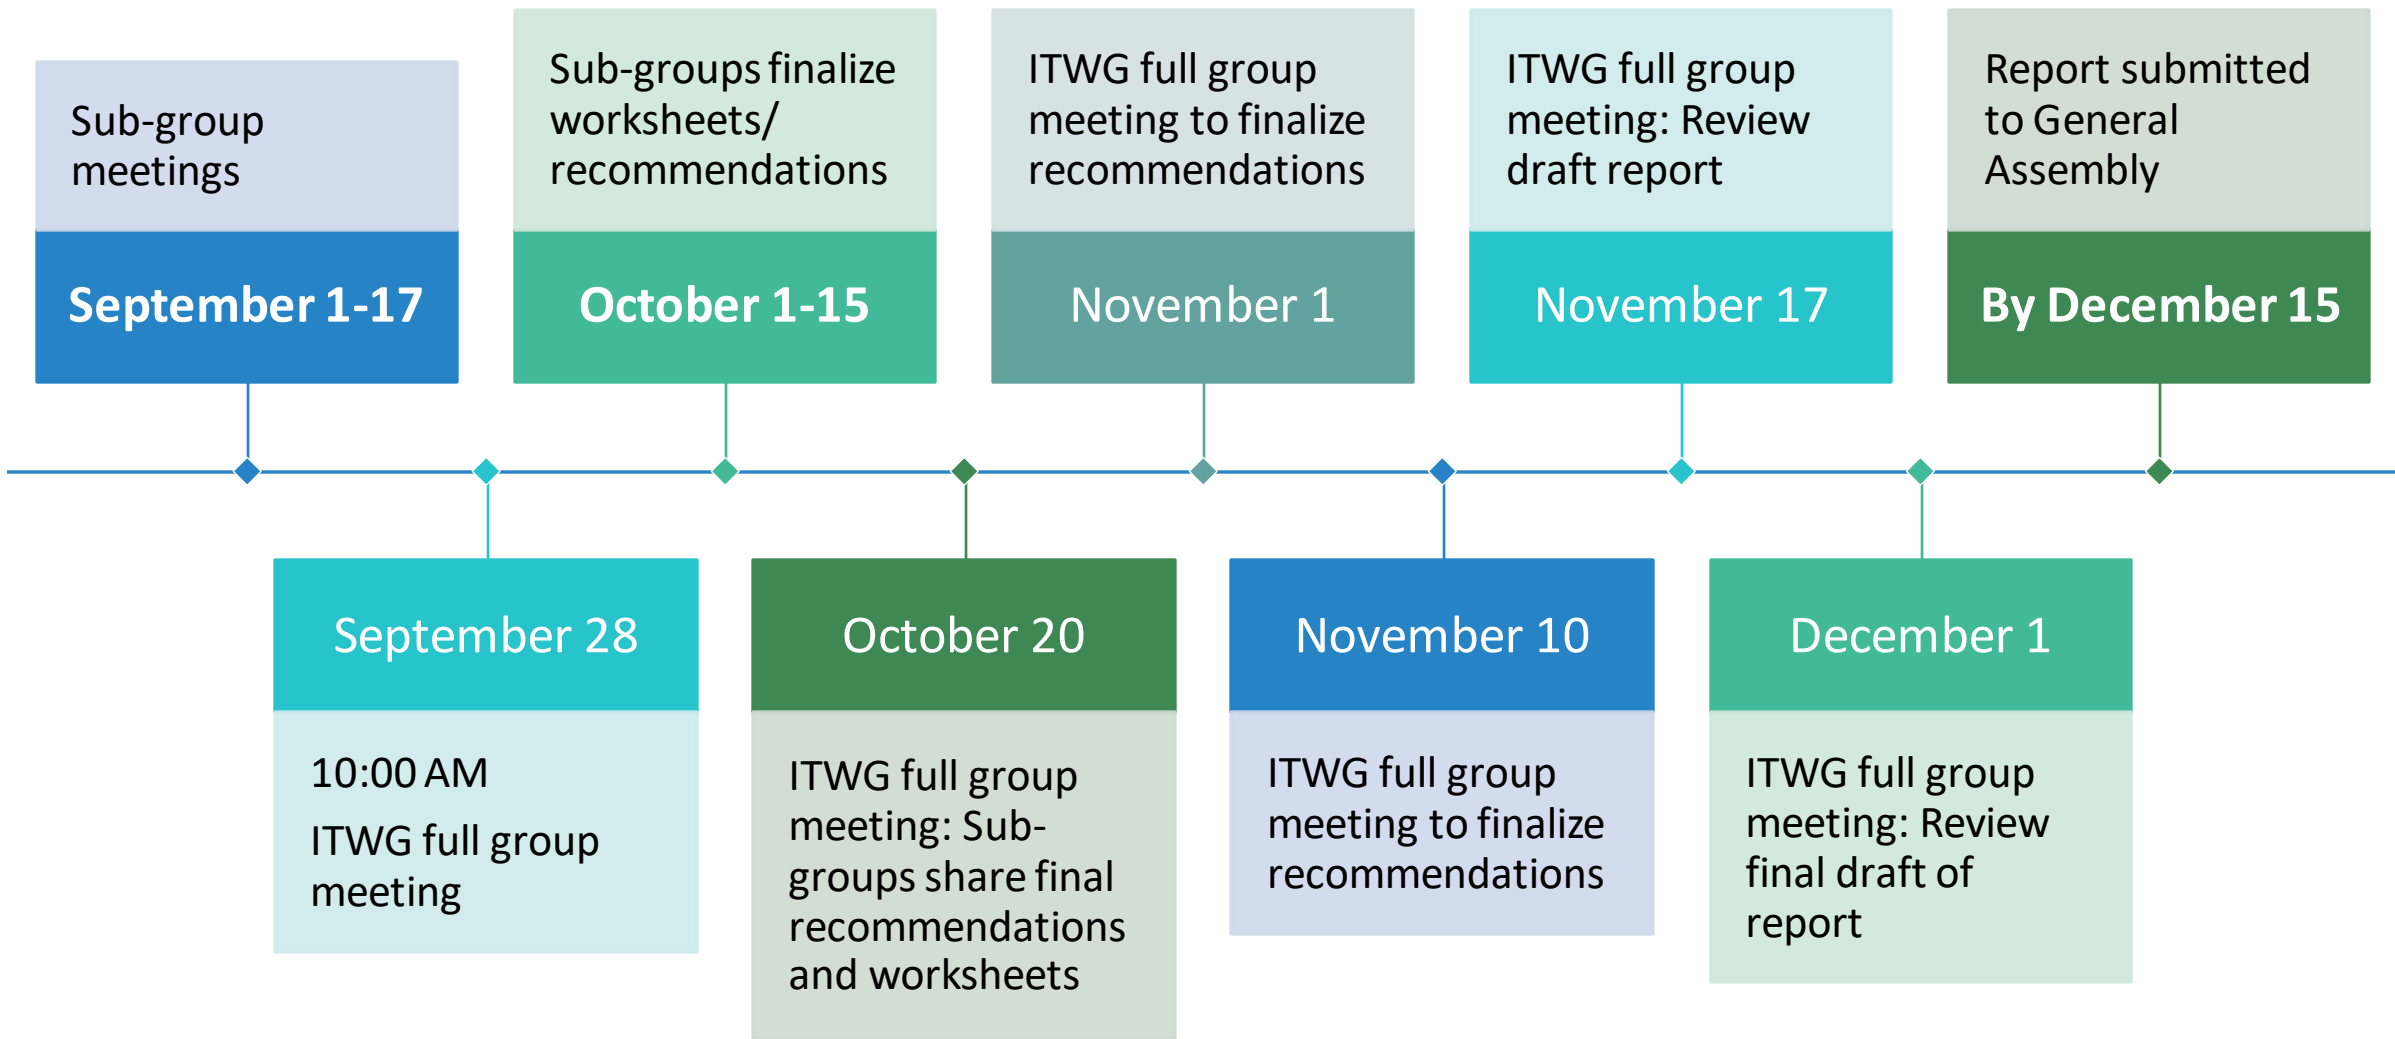 Sub-group
meetings
September 1-17
Sub-groups finalize
worksheets/
recommendations
October 1-15
ITWG full group
meeting to finalize
recommendations
November 1
ITWG full group
meeting: Review
draft report
November 17
Report submitted
to General
Assembly
By December 15
September 28
10:00 AM
ITWG full group
meeting
October 20
ITWG full group
meeting: Sub-
groups share final
recommendations
and worksheets
November 10
ITWG full group
meeting to finalize
recommendations
December 1
ITWG full group
meeting: Review
final draft of
report